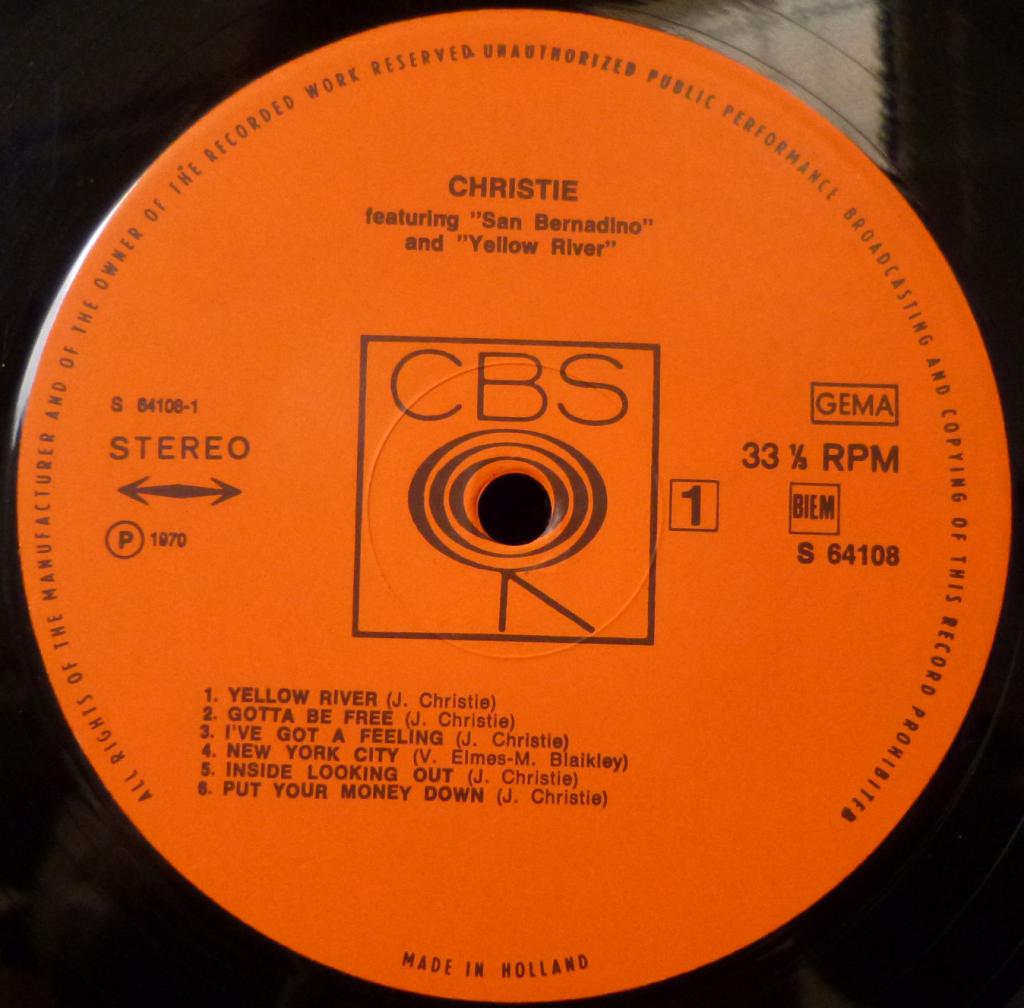 ALL RIGHTS OF THE MANUFACTURER AND OF THE OWNER OF THE RECORDED WORK RESERVED. UNAUTHORIZED PUBLIC PERFORMANCE BROADCASTING AND COPYING OF THIS RECORD PROHIBITED
CHRISTIE
featuring "San Bernadino"
and "Yellow River"
CBS
S 64108-1
STEREO
P 1970
1
GEMA
33 ⅓ RPM
BIEM
S 64108
1. YELLOW RIVER (J. Christie)
2. GOTTA BE FREE (J. Christie)
3. I'VE GOT A FEELING (J. Christie)
4. NEW YORK CITY (V. Elmes-M. Blaikley)
5. INSIDE LOOKING OUT (J. Christie)
6. PUT YOUR MONEY DOWN (J. Christie)
MADE IN HOLLAND